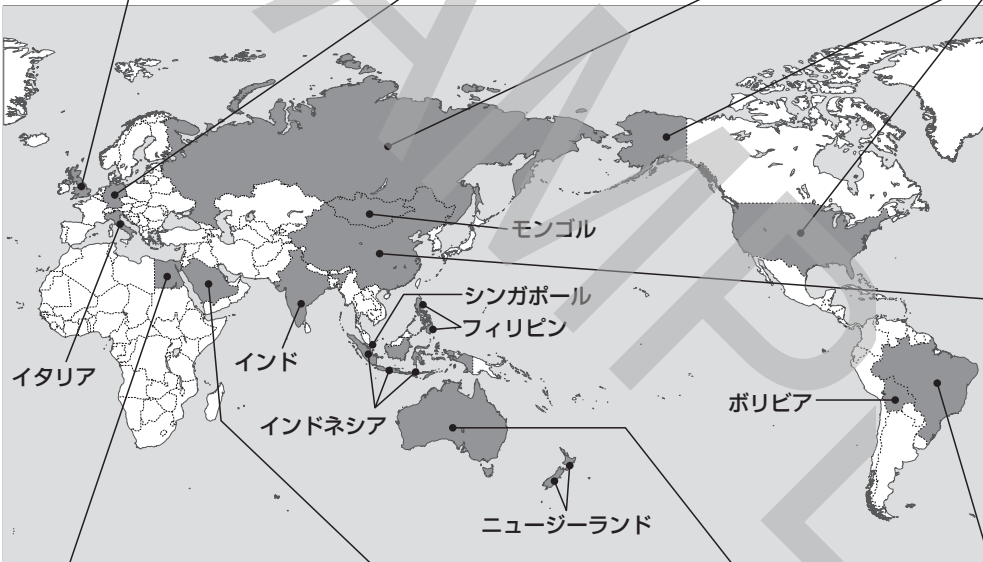 モンゴル
シンガポール
フィリピン
インド
イタリア
インドネシア
ボリビア
ニュージーランド